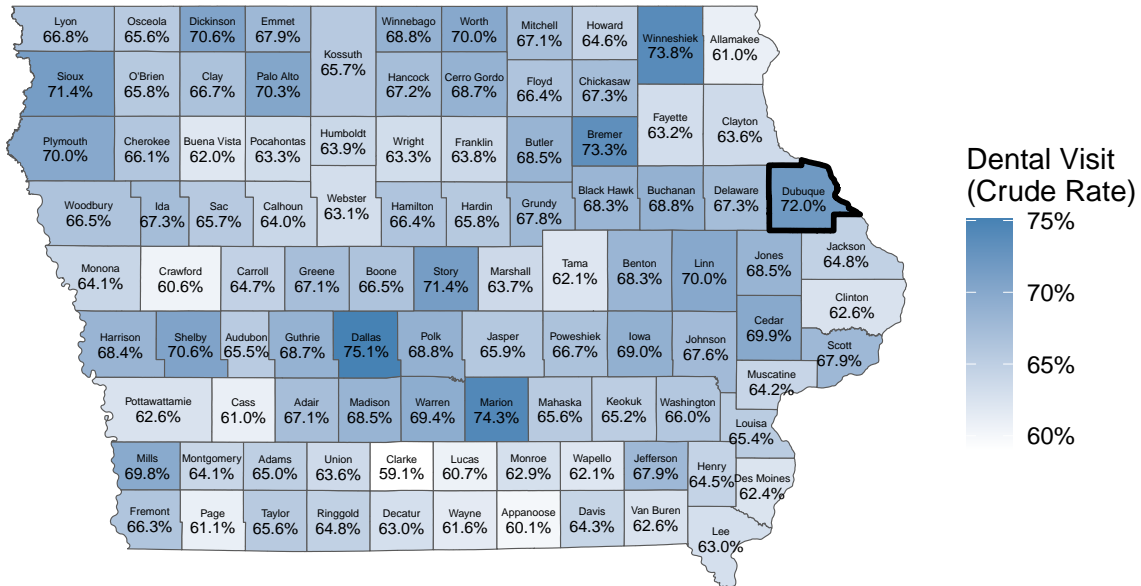 Lyon
66.8%
Osceola
65.6%
Dickinson
70.6%
Emmet
67.9%
Kossuth
65.7%
Winnebago
68.8%
Worth
70.0%
Mitchell
67.1%
Howard
64.6%
Winneshiek
73.8%
Allamakee
61.0%
Sioux
71.4%
O'Brien
65.8%
Clay
66.7%
Palo Alto
70.3%
Hancock
67.2%
Cerro Gordo
68.7%
Floyd
66.4%
Chickasaw
67.3%
Fayette
63.2%
Clayton
63.6%
Plymouth
70.0%
Cherokee
66.1%
Buena Vista
62.0%
Pocahontas
63.3%
Humboldt
63.9%
Wright
63.3%
Franklin
63.8%
Butler
68.5%
Bremer
73.3%
Woodbury
66.5%
Ida
67.3%
Sac
65.7%
Calhoun
64.0%
Webster
63.1%
Hamilton
66.4%
Hardin
65.8%
Grundy
67.8%
Black Hawk
68.3%
Buchanan
68.8%
Delaware
67.3%
Dubuque
72.0%
Monona
64.1%
Crawford
60.6%
Carroll
64.7%
Greene
67.1%
Boone
66.5%
Story
71.4%
Marshall
63.7%
Tama
62.1%
Benton
68.3%
Linn
70.0%
Jones
68.5%
Jackson
64.8%
Clinton
62.6%
Harrison
68.4%
Shelby
70.6%
Audubon
65.5%
Guthrie
68.7%
Dallas
75.1%
Polk
68.8%
Jasper
65.9%
Poweshiek
66.7%
Iowa
69.0%
Johnson
67.6%
Cedar
69.9%
Scott
67.9%
Muscatine
64.2%
Pottawattamie
62.6%
Cass
61.0%
Adair
67.1%
Madison
68.5%
Warren
69.4%
Marion
74.3%
Mahaska
65.6%
Keokuk
65.2%
Washington
66.0%
Louisa
65.4%
Mills
69.8%
Montgomery
64.1%
Adams
65.0%
Union
63.6%
Clarke
59.1%
Lucas
60.7%
Monroe
62.9%
Wapello
62.1%
Jefferson
67.9%
Henry
64.5%
Des Moines
62.4%
Fremont
66.3%
Page
61.1%
Taylor
65.6%
Ringgold
64.8%
Decatur
63.0%
Wayne
61.6%
Appanoose
60.1%
Davis
64.3%
Van Buren
62.6%
Lee
63.0%
Dental Visit
(Crude Rate)
75%
70%
65%
60%